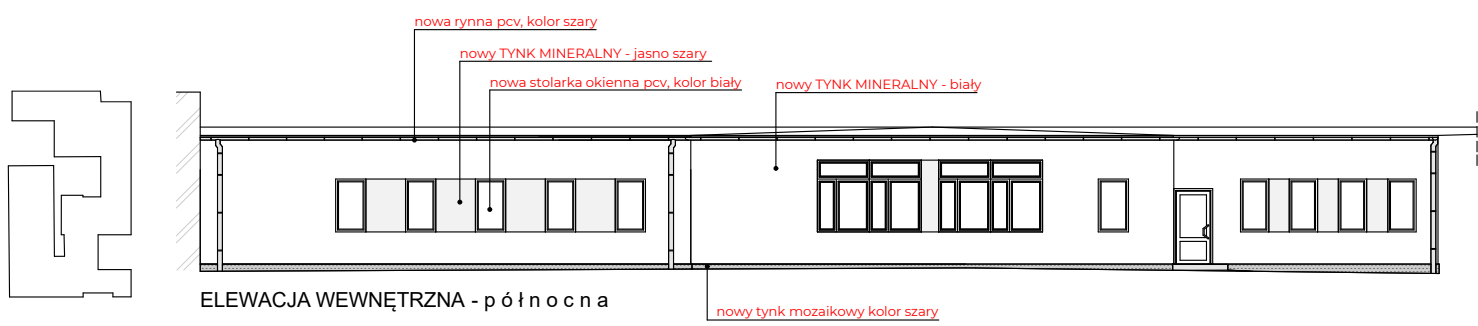 nowa rynna pcv, kolor szary
nowy TYNK MINERALNY - jasno szary
nowa stolarka okienna pcv, kolor biały
nowy TYNK MINERALNY - biały
ELEWACJA WEWNĘTRZNA - północna
nowy tynk mozaikowy kolor szary